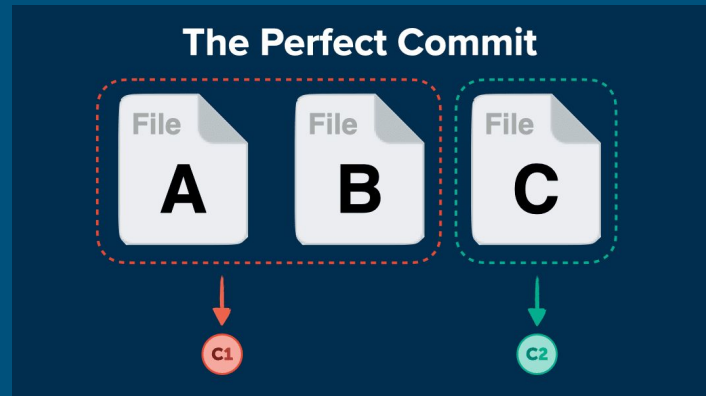 The Perfect Commit
File
A
File
B
File
C
C1
C2